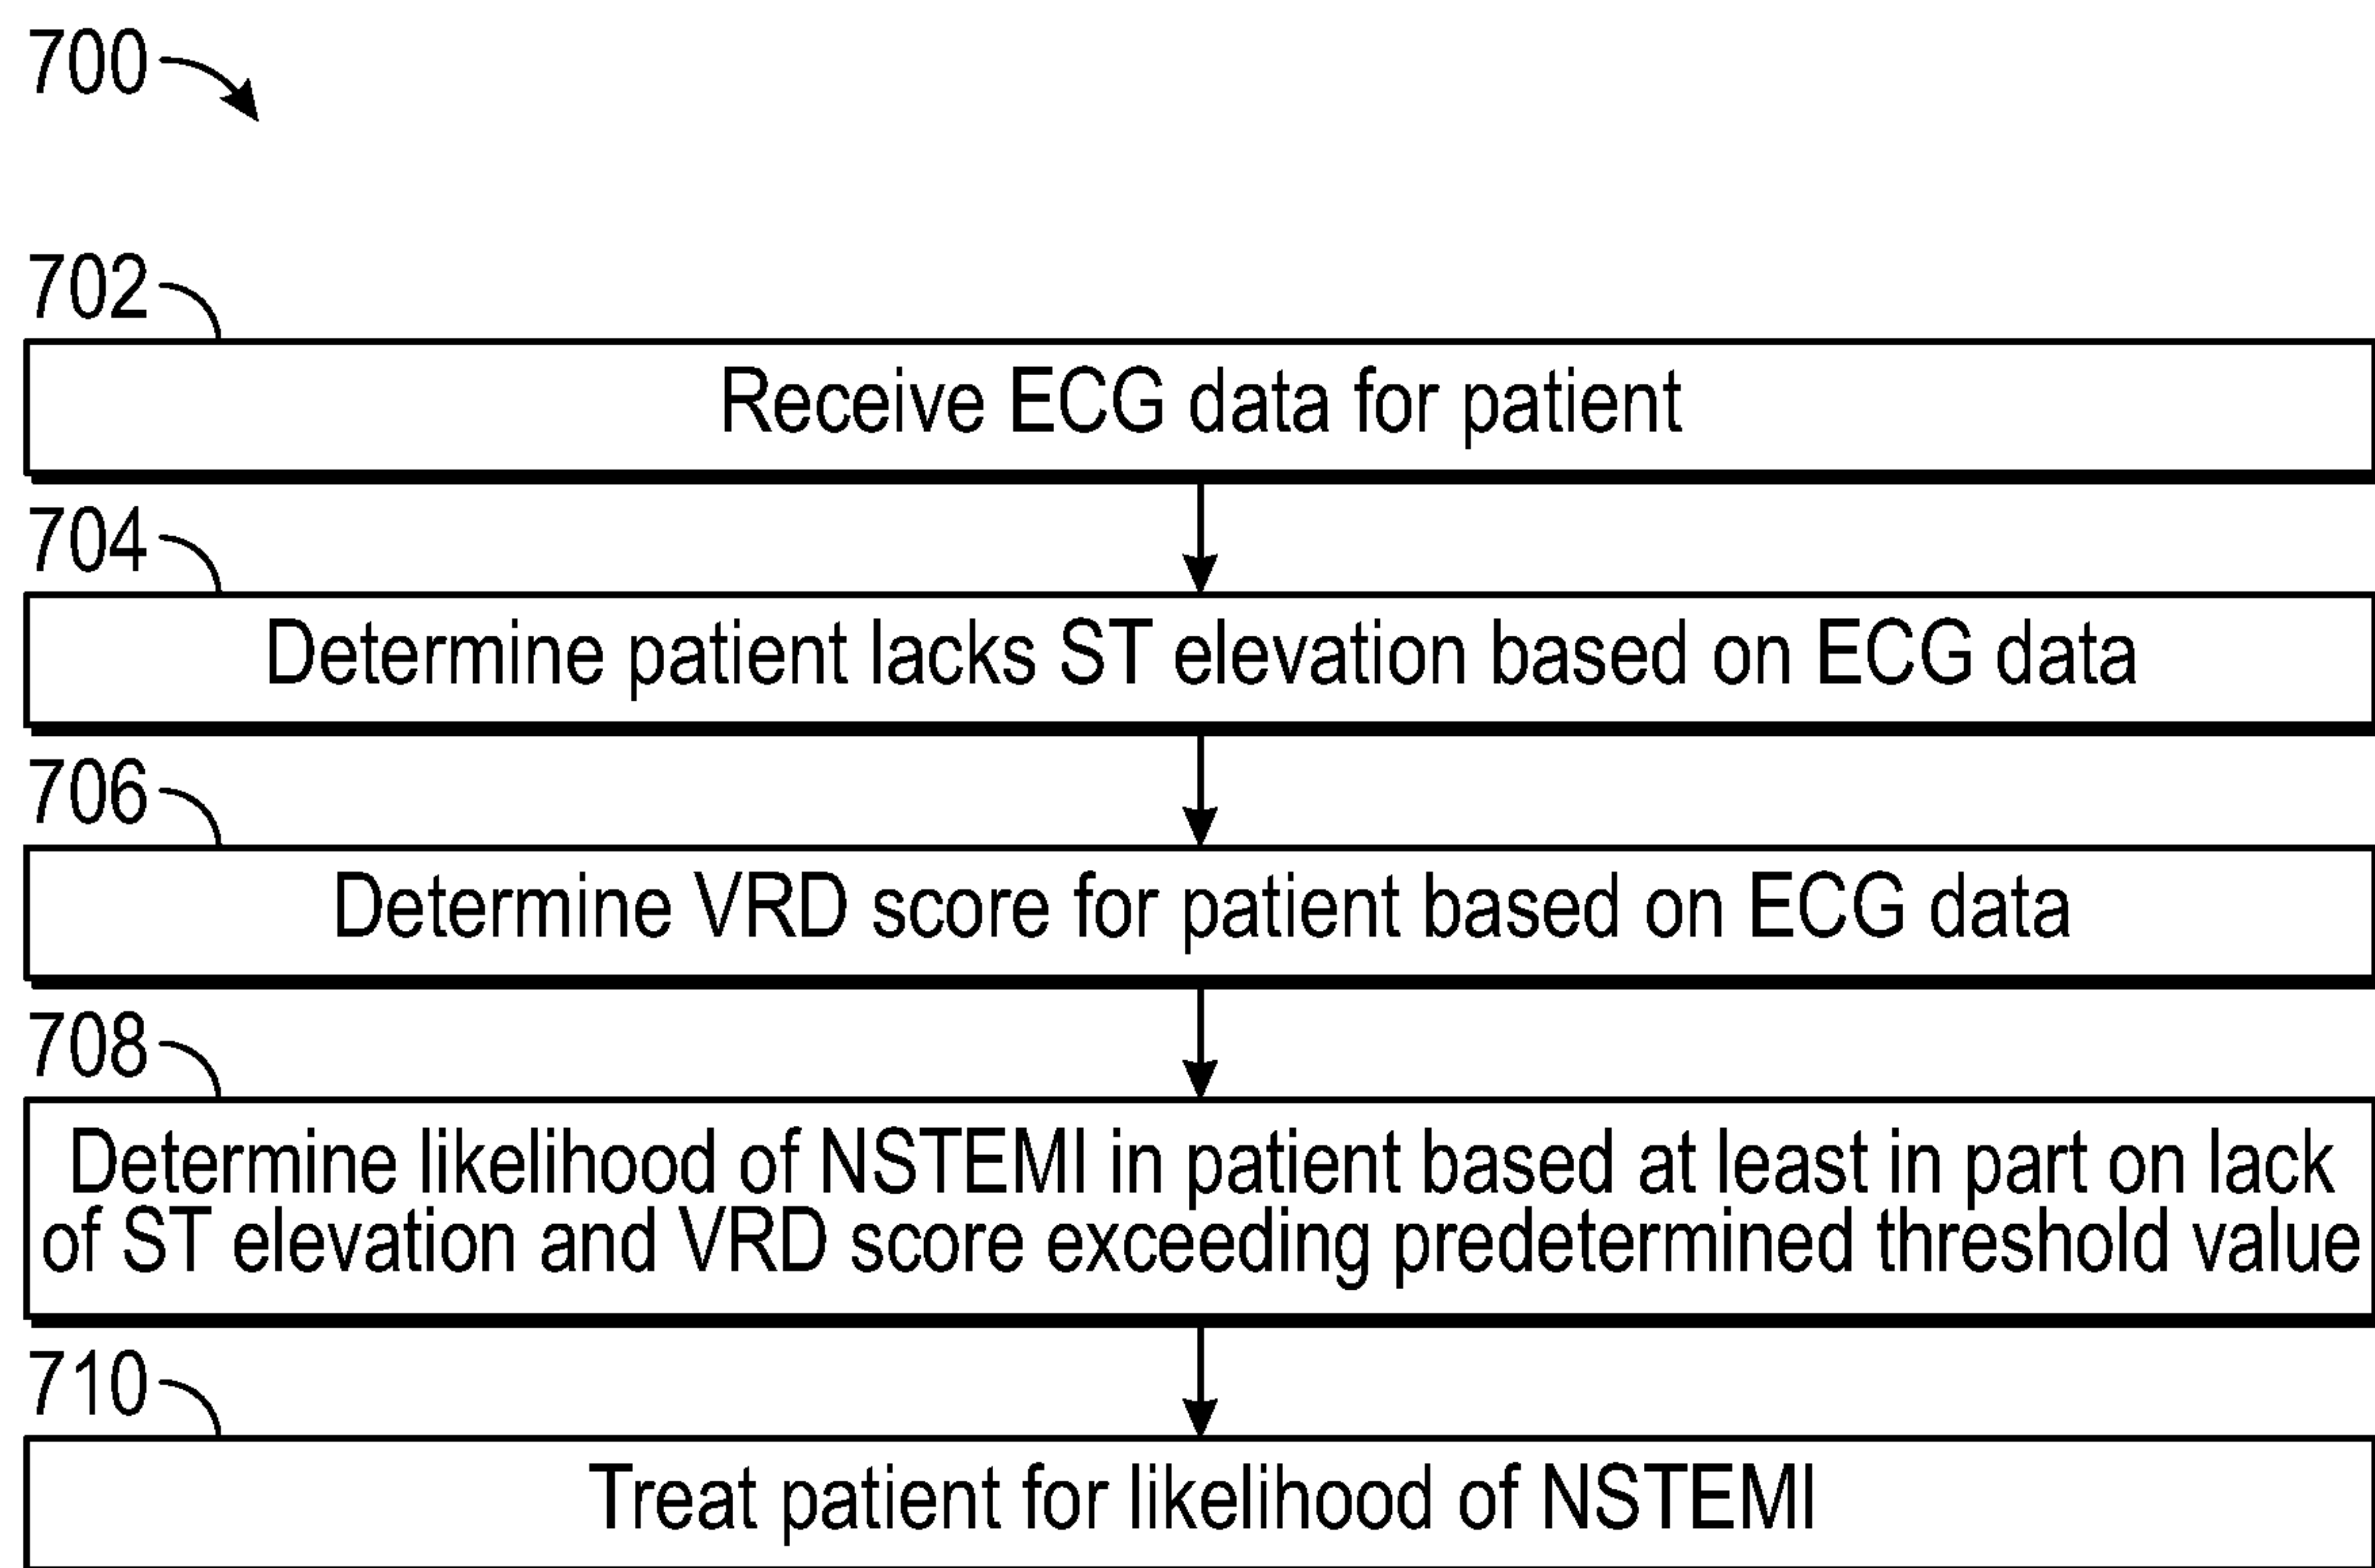 700
702
Receive ECG data for patient
704
Determine patient lacks ST elevation based on ECG data
706
Determine VRD score for patient based on ECG data
708
Determine likelihood of NSTEMI in patient based at least in part on lack
of ST elevation and VRD score exceeding predetermined threshold value
710
Treat patient for likelihood of NSTEMI